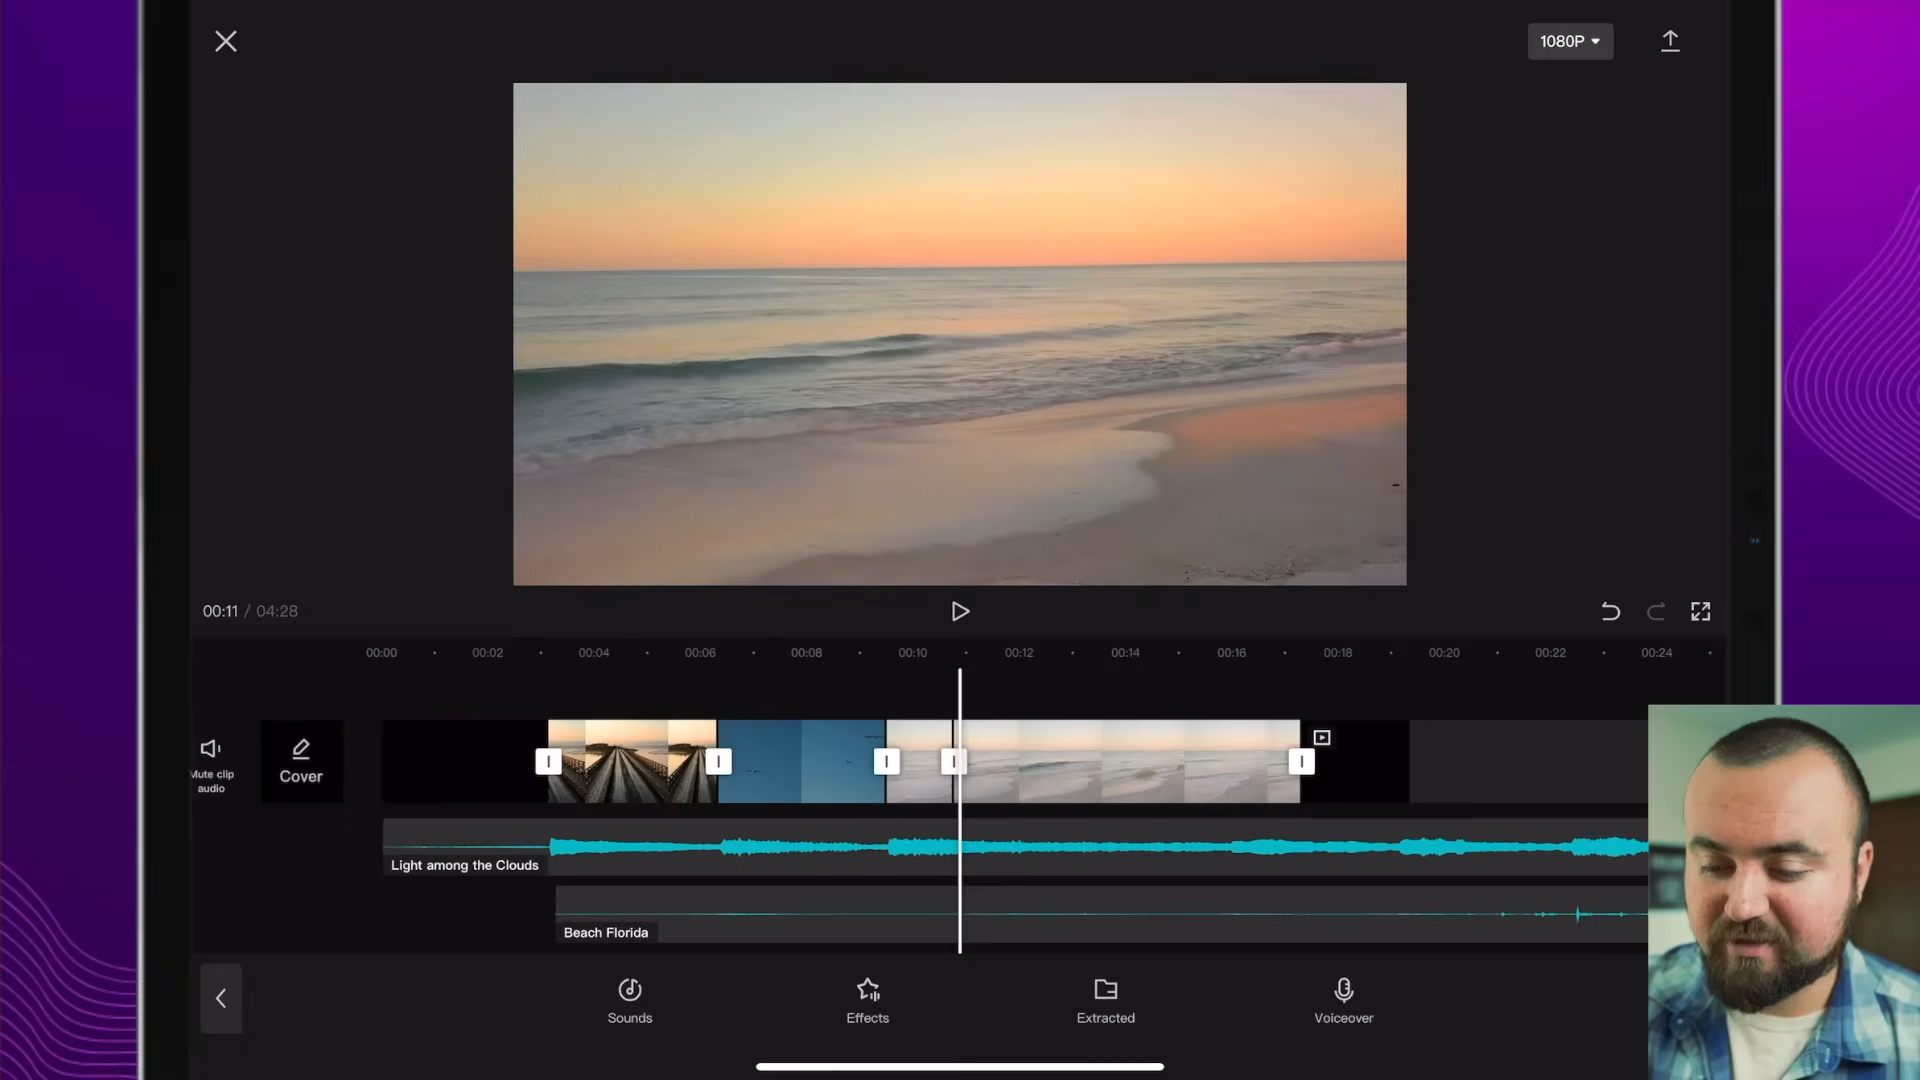 1080P
00:11 / 04:28
00:00 00:02 00:04 00:06 00:08 00:10 00:12 00:14 00:16 00:18 00:20 00:22 00:24
Mute clip
audio
Cover
Light among the Clouds
Beach Florida
Sounds
Effects
Extracted
Voiceover